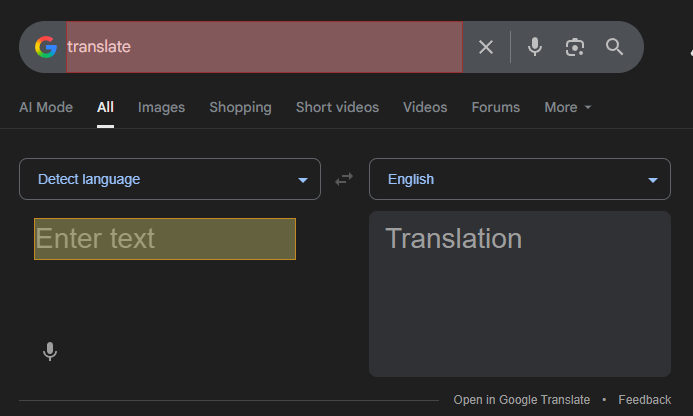 translate
AI Mode All Images Shopping Short videos Videos Forums More
Detect language English
Enter text Translation
Open in Google Translate • Feedback